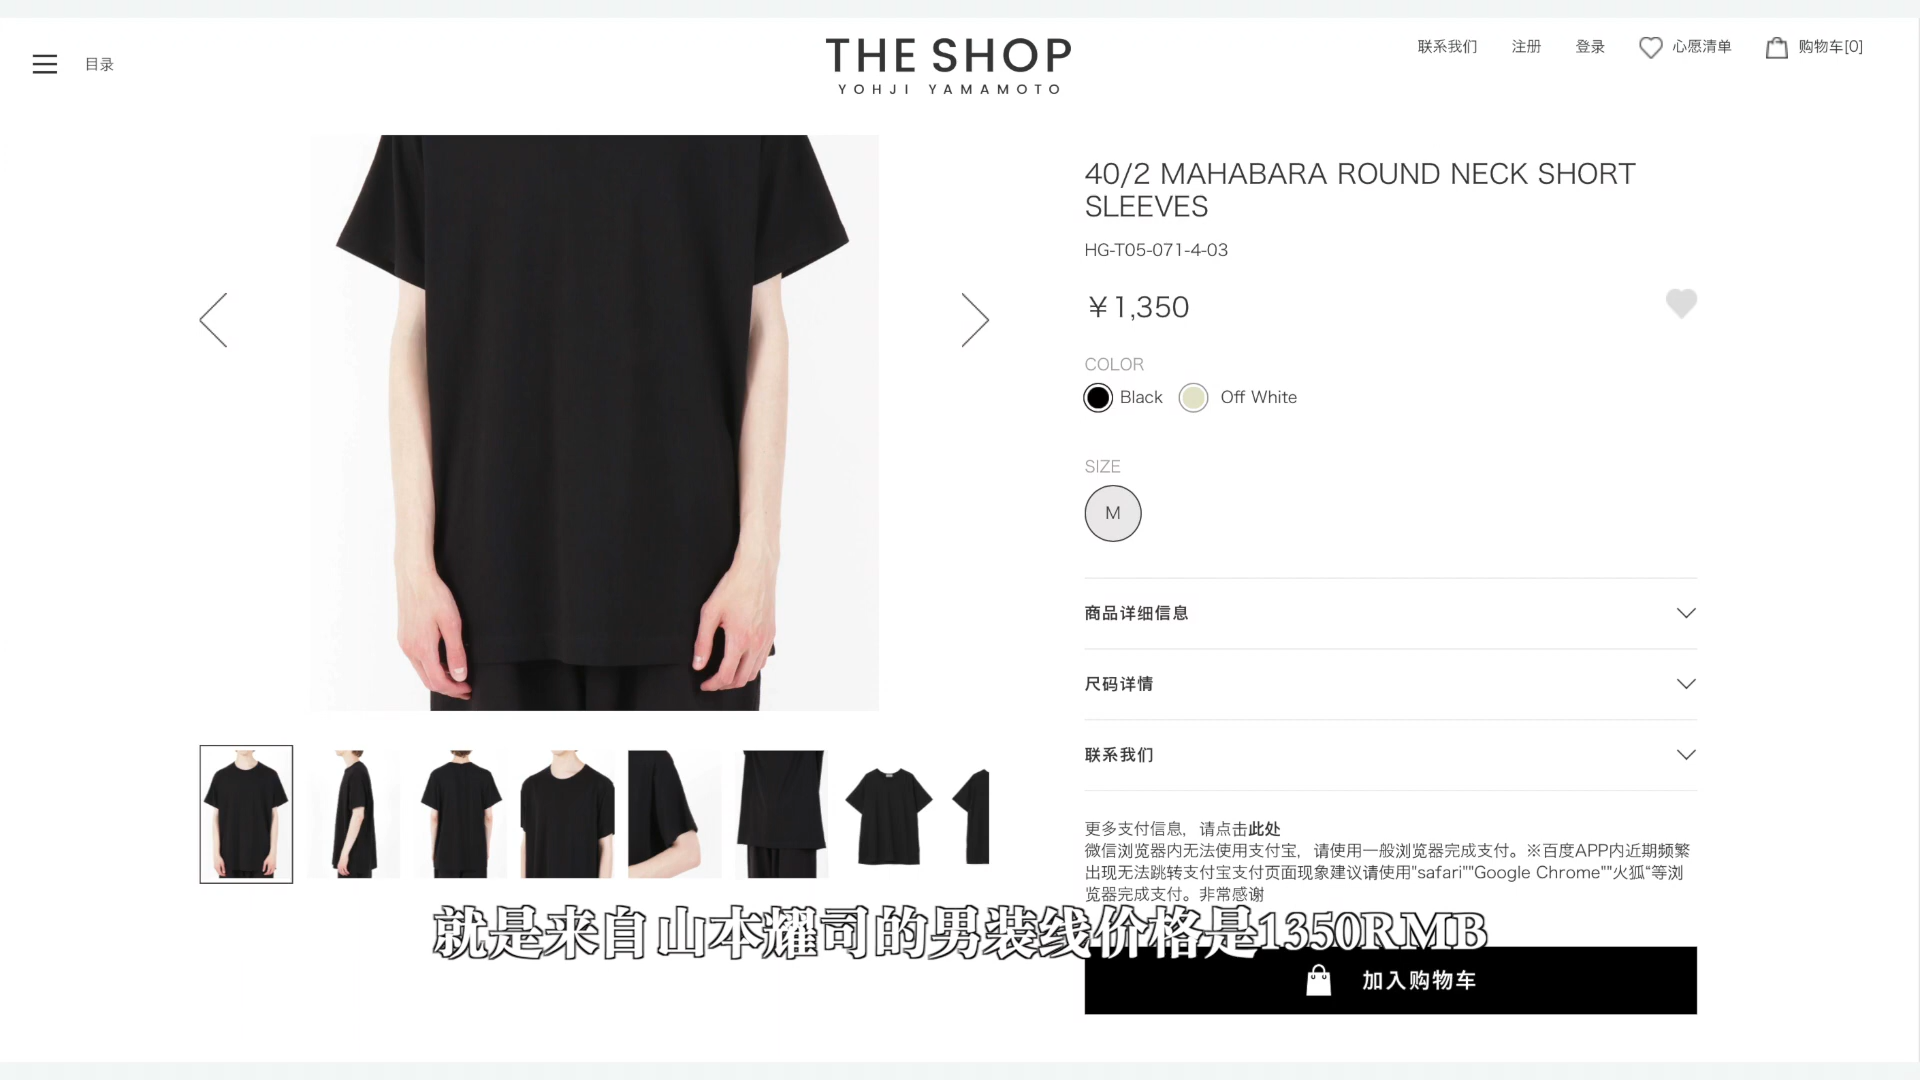 目录
THE SHOP
YOHJI YAMAMOTO
联系我们
注册
登录
心愿清单
购物车[0]
40/2 MAHABARA ROUND NECK SHORT
SLEEVES
HG-T05-071-4-03
￥1,350
COLOR
Black
Off White
SIZE
M
商品详细信息
尺码详情
联系我们
更多支付信息，请点击此处
微信浏览器内无法使用支付宝，请使用一般浏览器完成支付。※百度APP内近期频繁
出现无法跳转支付宝支付页面现象建议请使用"safari""Google Chrome""火狐“等浏
览器完成支付。非常感谢
就是来自山本耀司的男装线价格是1350RMB
加入购物车